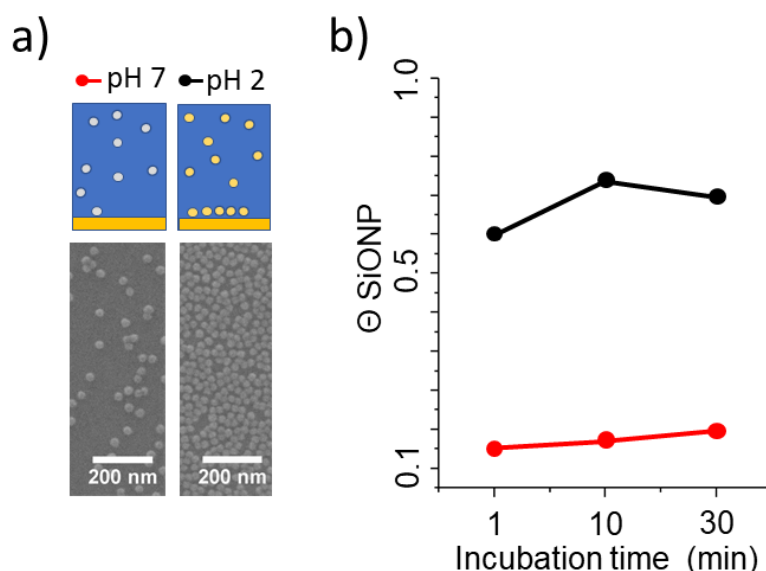 a)
pH 7 pH 2
200 nm 200 nm
b)
Θ SiONP
1.0
0.5
0.1
1 10 30
Incubation time (min)